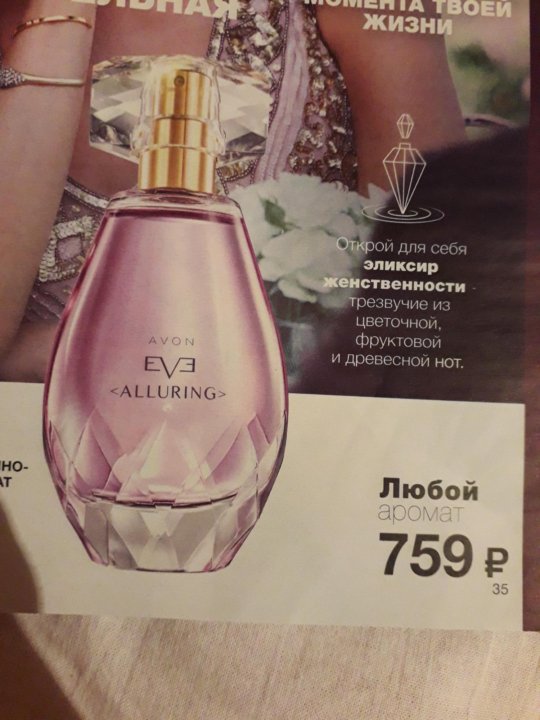 МОМЕНТА ТВОЕЙ
ЖИЗНИ
Открой для себя
эликсир
женственности -
трезвучие из
цветочной,
фруктовой
и древесной нот.
AVON
EVE
<ALLURING>
Любой
аромат
759 ₽
35